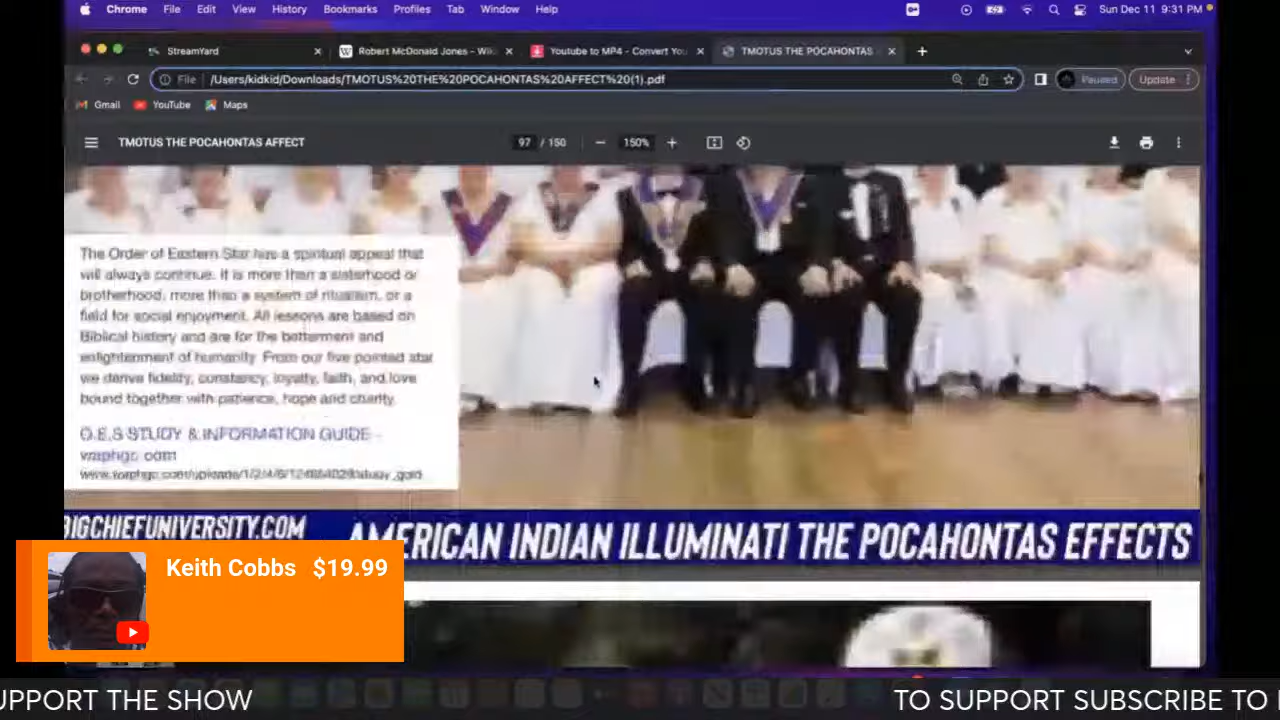 Chrome File Edit View History Bookmarks Profiles Tab Window Help Sun Dec 11 9:31 PM
StreamYard Robert McDonald Jones - Wi Youtube to MP4 - Convert You TMOTUS THE POCAHONTAS
File /Users/kidkid/Downloads/TMOTUS%20THE%20POCAHONTAS%20AFFECT%20(1).pdf Paused Update
Gmail YouTube Maps
TMOTUS THE POCAHONTAS AFFECT 97 / 150 150%
The Order of Eastern Star has a spiritual appeal that
will always continue. It is more than a sisterhood or
brotherhood, more than a system of ritualism, or a
field for social enjoyment. All lessons are based on
Biblical history and are for the betterment and
enlightenment of humanity. From our five pointed star
we derive fidelity, constancy, loyalty, faith, and love
bound together with patience, hope and charity.
O.E.S STUDY & INFORMATION GUIDE -
BIGCHIEFUNIVERSITY.COM
AMERICAN INDIAN ILLUMINATI THE POCAHONTAS EFFECTS
Keith Cobbs $19.99
UPPORT THE SHOW TO SUPPORT SUBSCRIBE TO